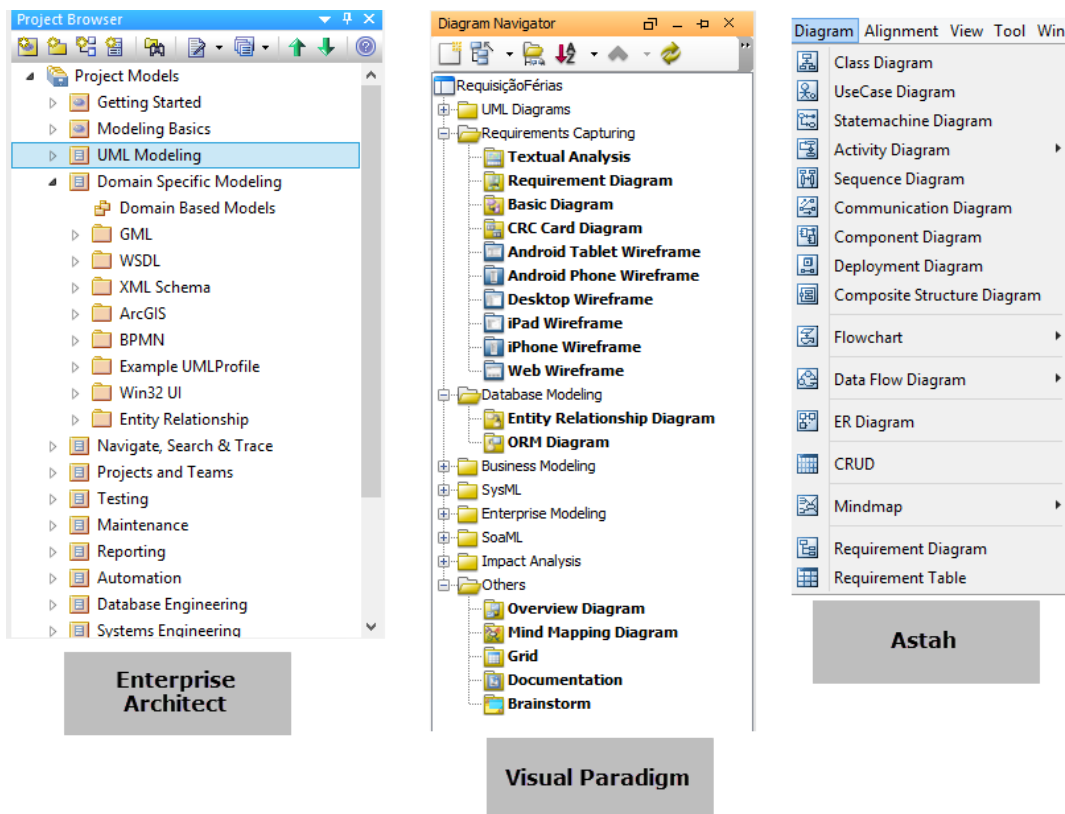 Project Browser
Project Models
Getting Started
Modeling Basics
UML Modeling
Domain Specific Modeling
Domain Based Models
GML
WSDL
XML Schema
ArcGIS
BPMN
Example UMLProfile
Win32 UI
Entity Relationship
Navigate, Search & Trace
Projects and Teams
Testing
Maintenance
Reporting
Automation
Database Engineering
Systems Engineering
Enterprise
Architect
Diagram Navigator
RequisiçãoFérias
UML Diagrams
Requirements Capturing
Textual Analysis
Requirement Diagram
Basic Diagram
CRC Card Diagram
Android Tablet Wireframe
Android Phone Wireframe
Desktop Wireframe
iPad Wireframe
iPhone Wireframe
Web Wireframe
Database Modeling
Entity Relationship Diagram
ORM Diagram
Business Modeling
SysML
Enterprise Modeling
SoaML
Impact Analysis
Others
Overview Diagram
Mind Mapping Diagram
Grid
Documentation
Brainstorm
Visual Paradigm
Diagram Alignment View Tool Win
Class Diagram
UseCase Diagram
Statemachine Diagram
Activity Diagram
Sequence Diagram
Communication Diagram
Component Diagram
Deployment Diagram
Composite Structure Diagram
Flowchart
Data Flow Diagram
ER Diagram
CRUD
Mindmap
Requirement Diagram
Requirement Table
Astah